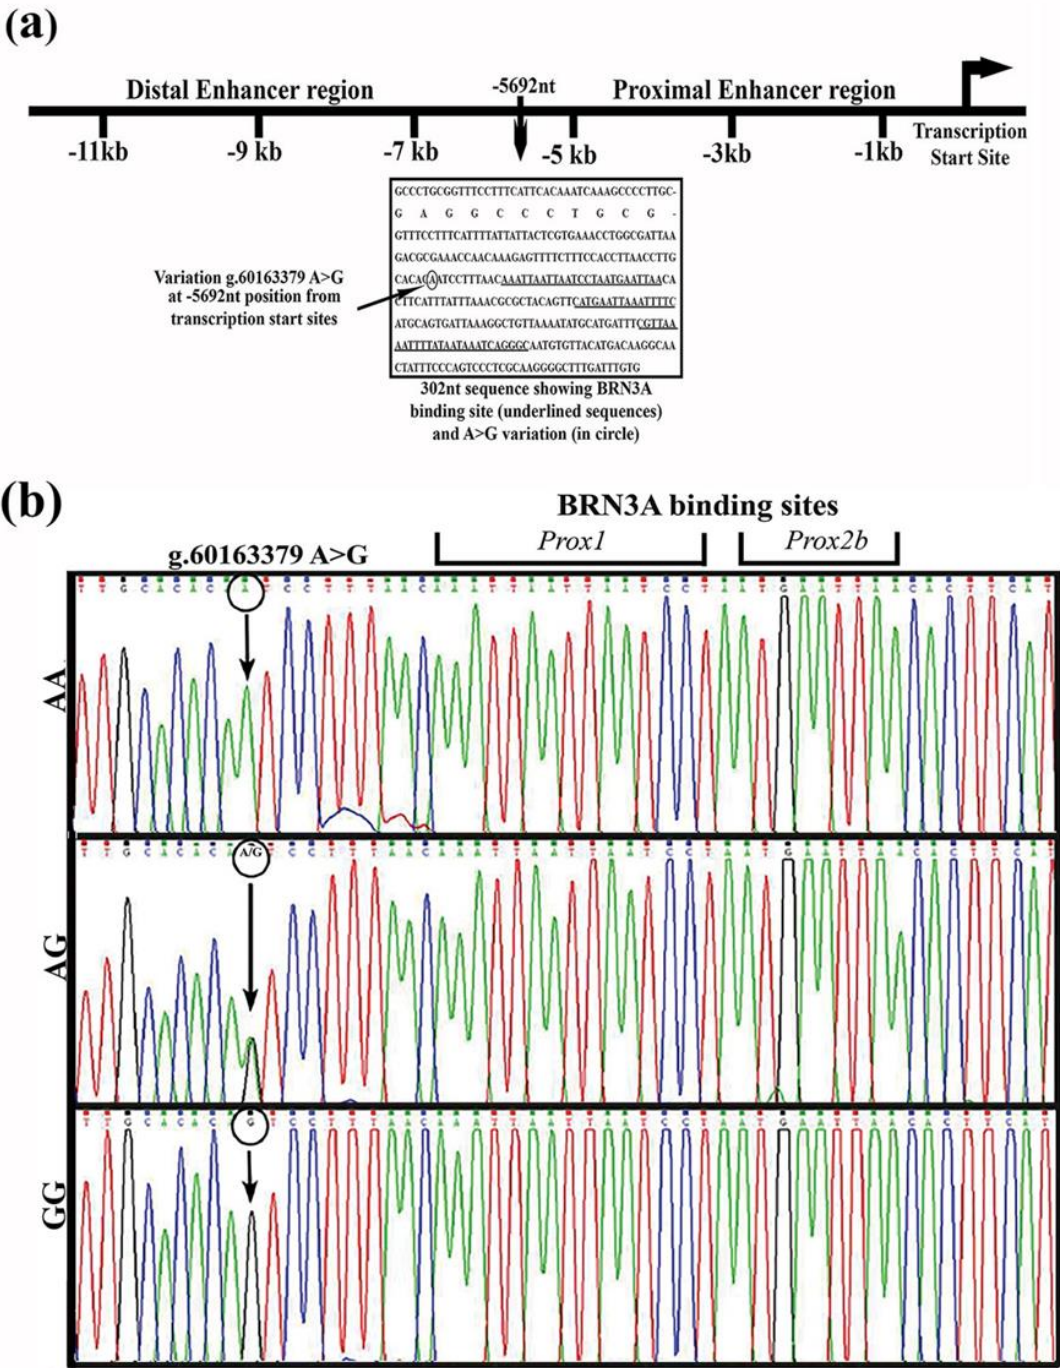 (a)
Distal Enhancer region
-5692nt
Proximal Enhancer region
-11kb
-9 kb
-7 kb
-5 kb
-3kb
-1kb
Transcription
Start Site
GCCCTGCGGTTTCCTTTCATTCACAAATCAAAGCCCCTTGC-
G A G G C C C T G C G -
GTTTCCTTTCATTTTATTATTACTCGTGAAACCTGGCGATTAA
GACGCGAAACCAACAAAGAGTTTTCTTTCCACCTTAACCTTG
CACACAATCCTTTAACAAATTAATTAATCCTAATGAATTAACA
CTTCATTTATTTAAACGCGCTACAGTTCATGAATTAAATTTTC
ATGCAGTGATTAAAGGCTGTTAAAATATGCATGATTTCGTTAA
AATTTTATAATAAATCAGGGCAATGTGTTACATGACAAGGCAA
CTATTTCCCAGTCCCTCGCAAGGGGCTTTGATTTGTG
Variation g.60163379 A>G
at -5692nt position from
transcription start sites
302nt sequence showing BRN3A
binding site (underlined sequences)
and A>G variation (in circle)
(b)
BRN3A binding sites
g.60163379 A>G
Prox1
Prox2b
AA
T T G C A C A C A A T C C T T T A A C A A A T T A A T T A A T C C T A A T G A A T T A A C A C T T C A T
AG
A/G
GG